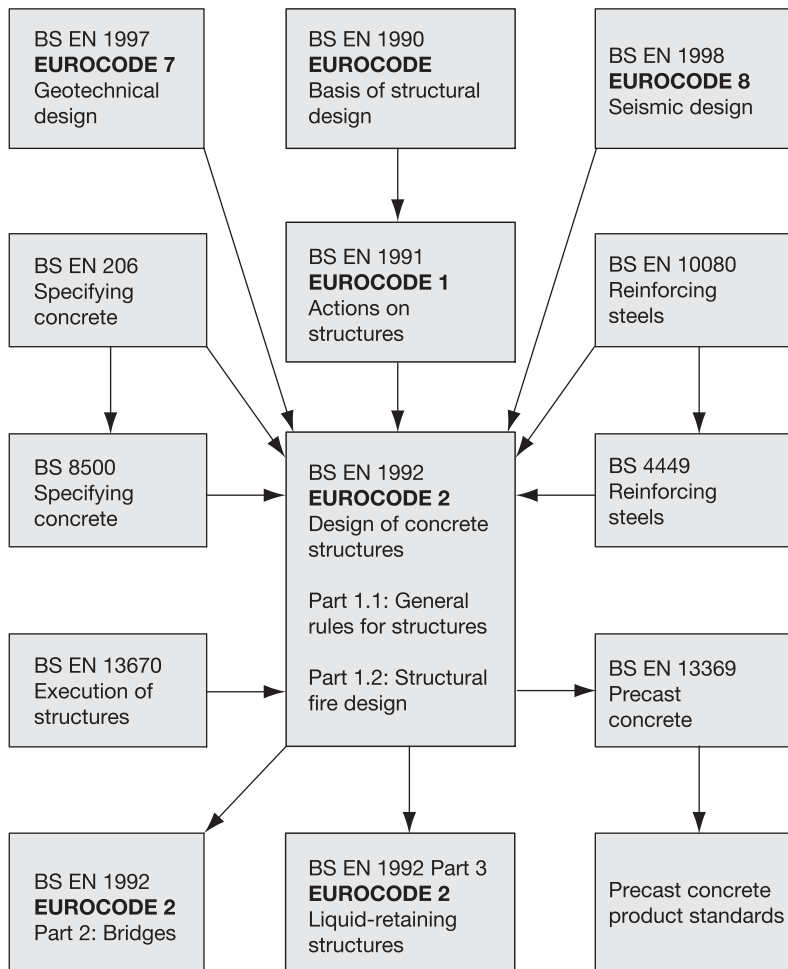 BS EN 1997
EUROCODE 7
Geotechnical
design
BS EN 1990
EUROCODE
Basis of structural
design
BS EN 1998
EUROCODE 8
Seismic design
BS EN 206
Specifying
concrete
BS EN 1991
EUROCODE 1
Actions on
structures
BS EN 10080
Reinforcing
steels
BS 8500
Specifying
concrete
BS EN 1992
EUROCODE 2
Design of concrete
structures
Part 1.1: General
rules for structures
Part 1.2: Structural
fire design
BS 4449
Reinforcing
steels
BS EN 13670
Execution of
structures
BS EN 13369
Precast
concrete
BS EN 1992
EUROCODE 2
Part 2: Bridges
BS EN 1992 Part 3
EUROCODE 2
Liquid-retaining
structures
Precast concrete
product standards